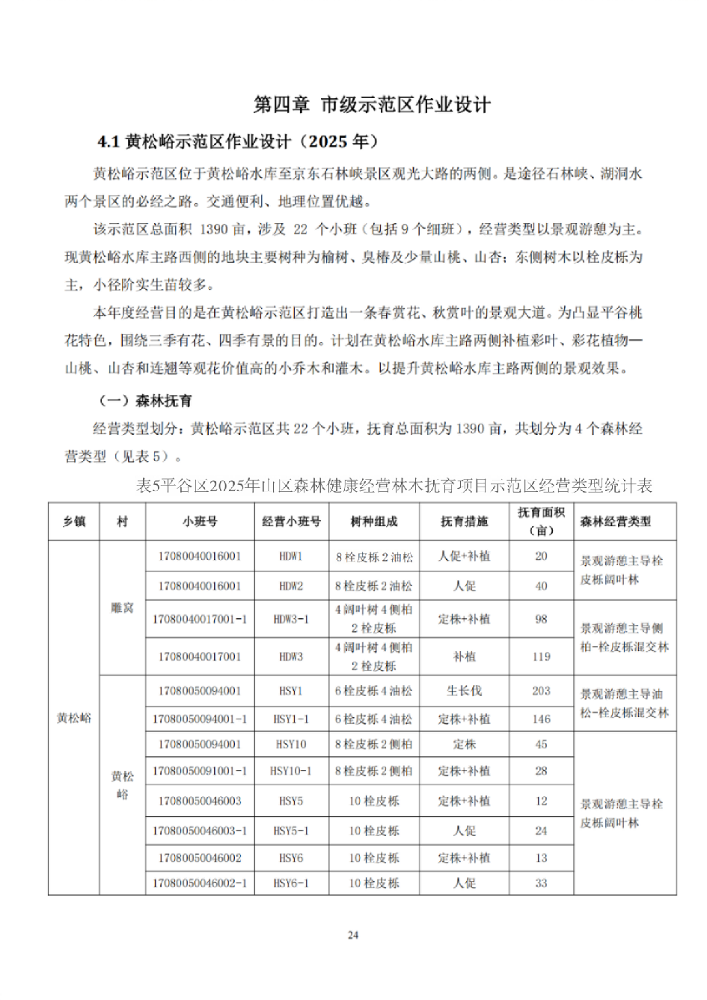 第四章 市级示范区作业设计
4.1 黄松峪示范区作业设计（2025 年）
黄松峪示范区位于黄松峪水库至京东石林峡景区观光大路的两侧。是途径石林峡、湖洞水
两个景区的必经之路。交通便利、地理位置优越。
该示范区总面积 1390 亩，涉及 22 个小班（包括 9 个细班），经营类型以景观游憩为主。
现黄松峪水库主路西侧的地块主要树种为榆树、臭椿及少量山桃、山杏；东侧树木以栓皮栎为
主，小径阶实生苗较多。
本年度经营目的是在黄松峪示范区打造出一条春赏花、秋赏叶的景观大道。为凸显平谷桃
花特色，围绕三季有花、四季有景的目的。计划在黄松峪水库主路两侧补植彩叶、彩花植物—
山桃、山杏和连翘等观花价值高的小乔木和灌木。以提升黄松峪水库主路两侧的景观效果。
（一）森林抚育
经营类型划分：黄松峪示范区共 22 个小班，抚育总面积为 1390 亩，共划分为 4 个森林经
营类型（见表 5）。
表5平谷区2025年山区森林健康经营林木抚育项目示范区经营类型统计表
乡镇 村 小班号 经营小班号 树种组成 抚育措施 抚育面积（亩） 森林经营类型
黄松峪 雕窝 17080040016001 HDW1 8 栓皮栎 2 油松 人促+补植 20 景观游憩主导栓皮栎阔叶林
17080040016001 HDW2 8 栓皮栎 2 油松 人促 40
17080040017001-1 HDW3-1 4 阔叶树 4 侧柏 2 栓皮栎 定株+补植 98 景观游憩主导侧柏-栓皮栎混交林
17080040017001 HDW3 4 阔叶树 4 侧柏 2 栓皮栎 补植 119
黄松峪 17080050094001 HSY1 6 栓皮栎 4 油松 生长伐 203 景观游憩主导油松-栓皮栎混交林
17080050094001-1 HSY1-1 6 栓皮栎 4 油松 定株+补植 146
17080050094001 HSY10 8 栓皮栎 2 侧柏 定株 45 景观游憩主导栓皮栎阔叶林
17080050091001-1 HSY10-1 8 栓皮栎 2 侧柏 定株+补植 28
17080050046003 HSY5 10 栓皮栎 定株+补植 12
17080050046003-1 HSY5-1 10 栓皮栎 人促 24
17080050046002 HSY6 10 栓皮栎 定株+补植 13
17080050046002-1 HSY6-1 10 栓皮栎 人促 33
24